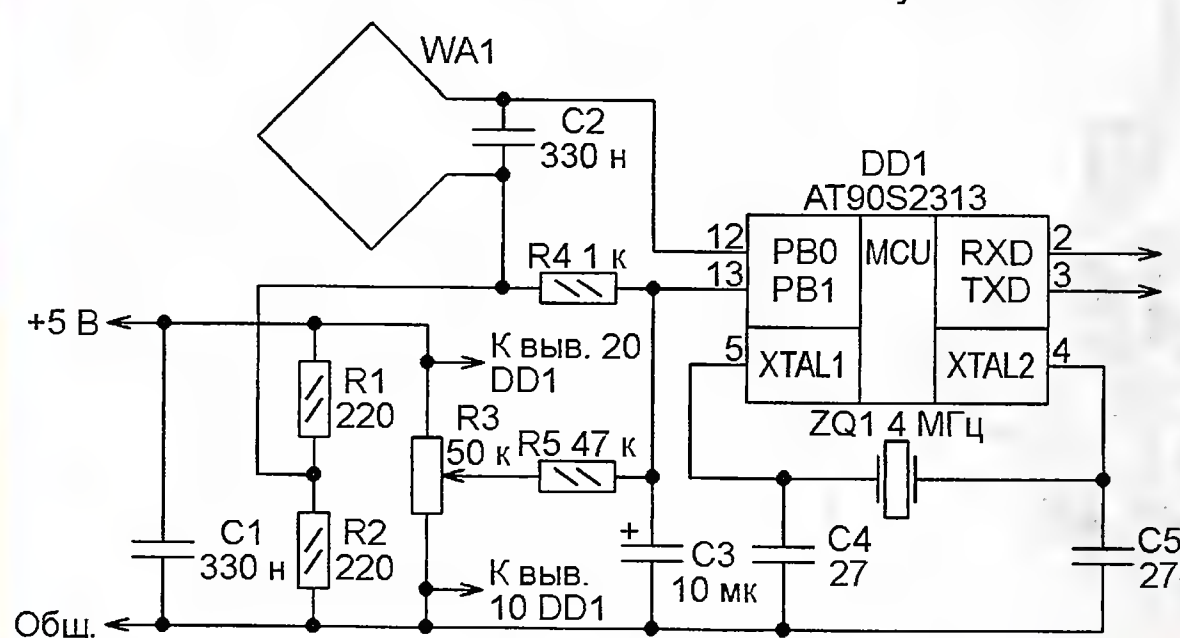 WA1
C2
330 н
DD1
AT90S2313
12
PB0
MCU
RXD
2
13
PB1
TXD
3
R4 1 к
+5 В
К выв. 20
DD1
5
XTAL1
XTAL2
4
R1
220
R3
50 к
R5 47 к
ZQ1 4 МГц
C1
330 н
R2
220
+
C3
10 мк
C4
27
C5
27
К выв.
10 DD1
Общ.